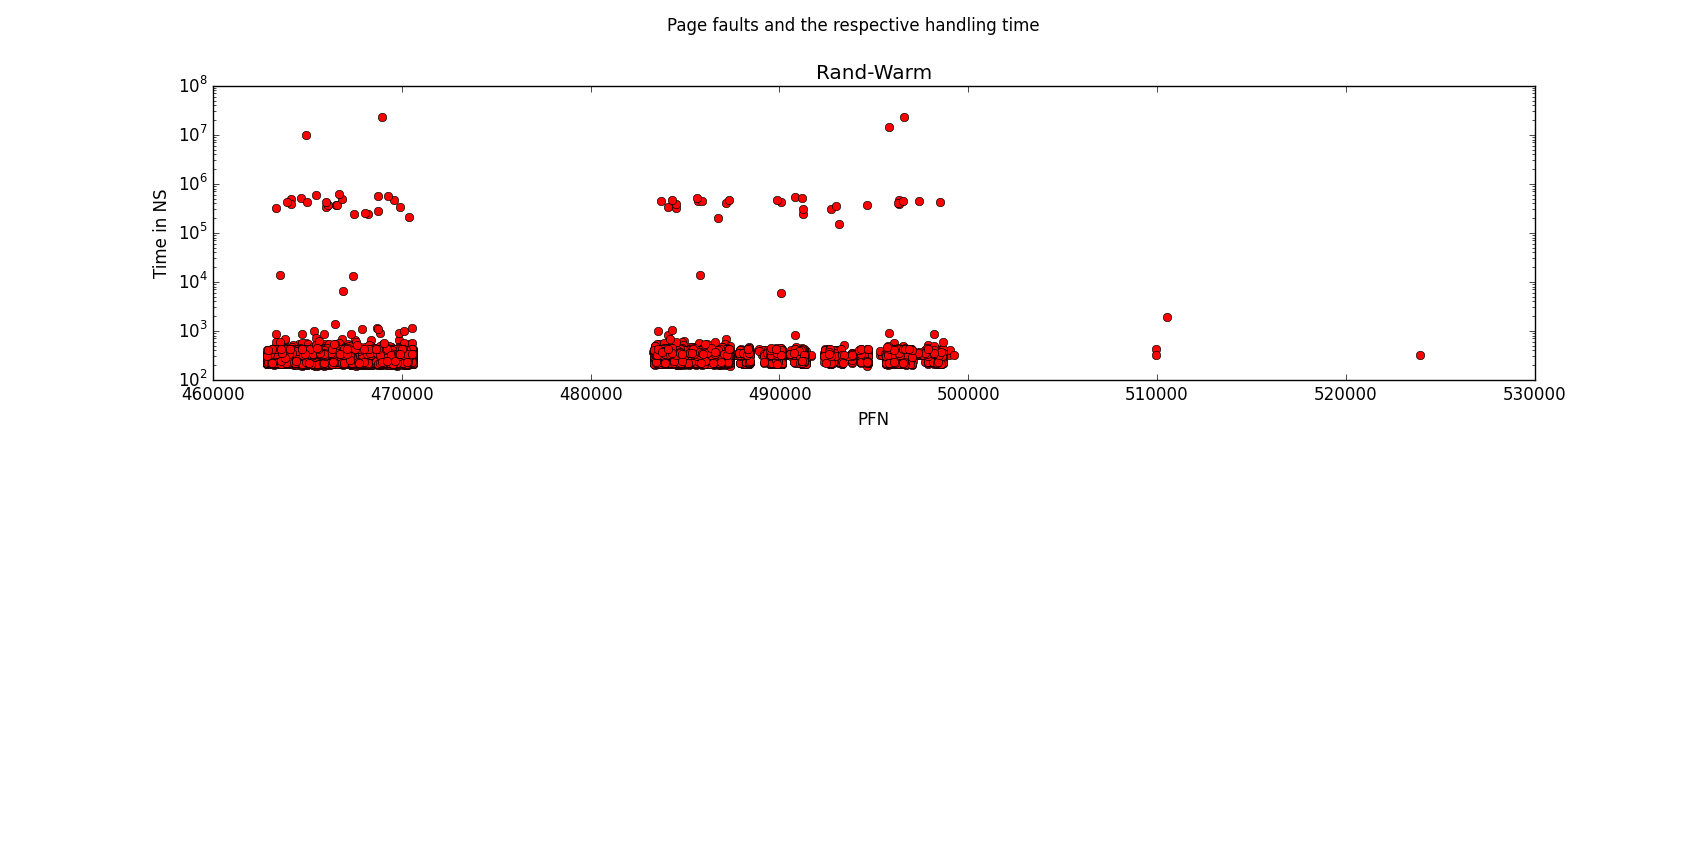 Page faults and the respective handling time
Rand-Warm
10^8
10^7
10^6
10^5
10^4
10^3
10^2
Time in NS
460000 470000 480000 490000 500000 510000 520000 530000
PFN